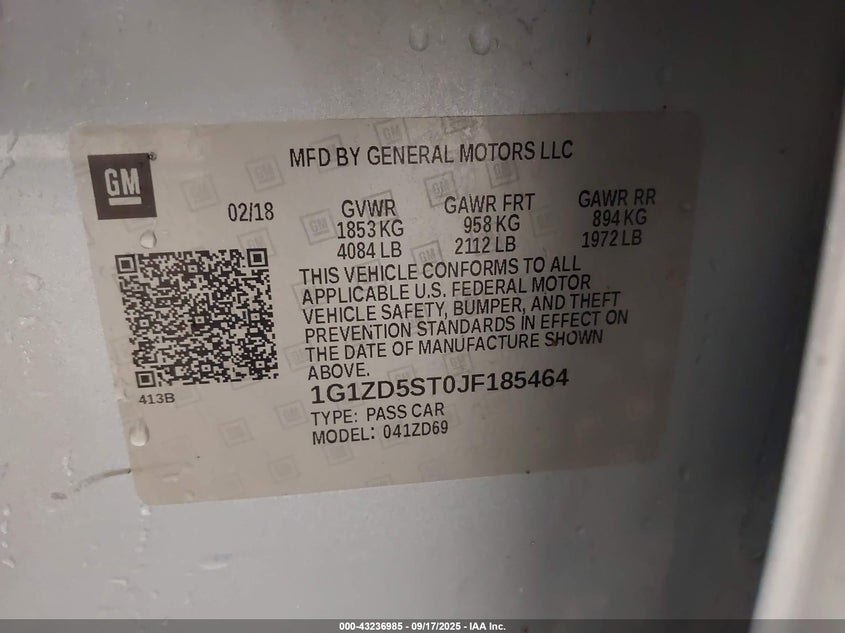 GM
MFD BY GENERAL MOTORS LLC
02/18
GVWR GAWR FRT GAWR RR
1853 KG 958 KG 894 KG
4084 LB 2112 LB 1972 LB
THIS VEHICLE CONFORMS TO ALL
APPLICABLE U.S. FEDERAL MOTOR
VEHICLE SAFETY, BUMPER, AND THEFT
PREVENTION STANDARDS IN EFFECT ON
THE DATE OF MANUFACTURE SHOWN
ABOVE.
413B
1G1ZD5ST0JF185464
TYPE: PASS CAR
MODEL: 041ZD69
000-43236985 - 09/17/2025 - IAA Inc.